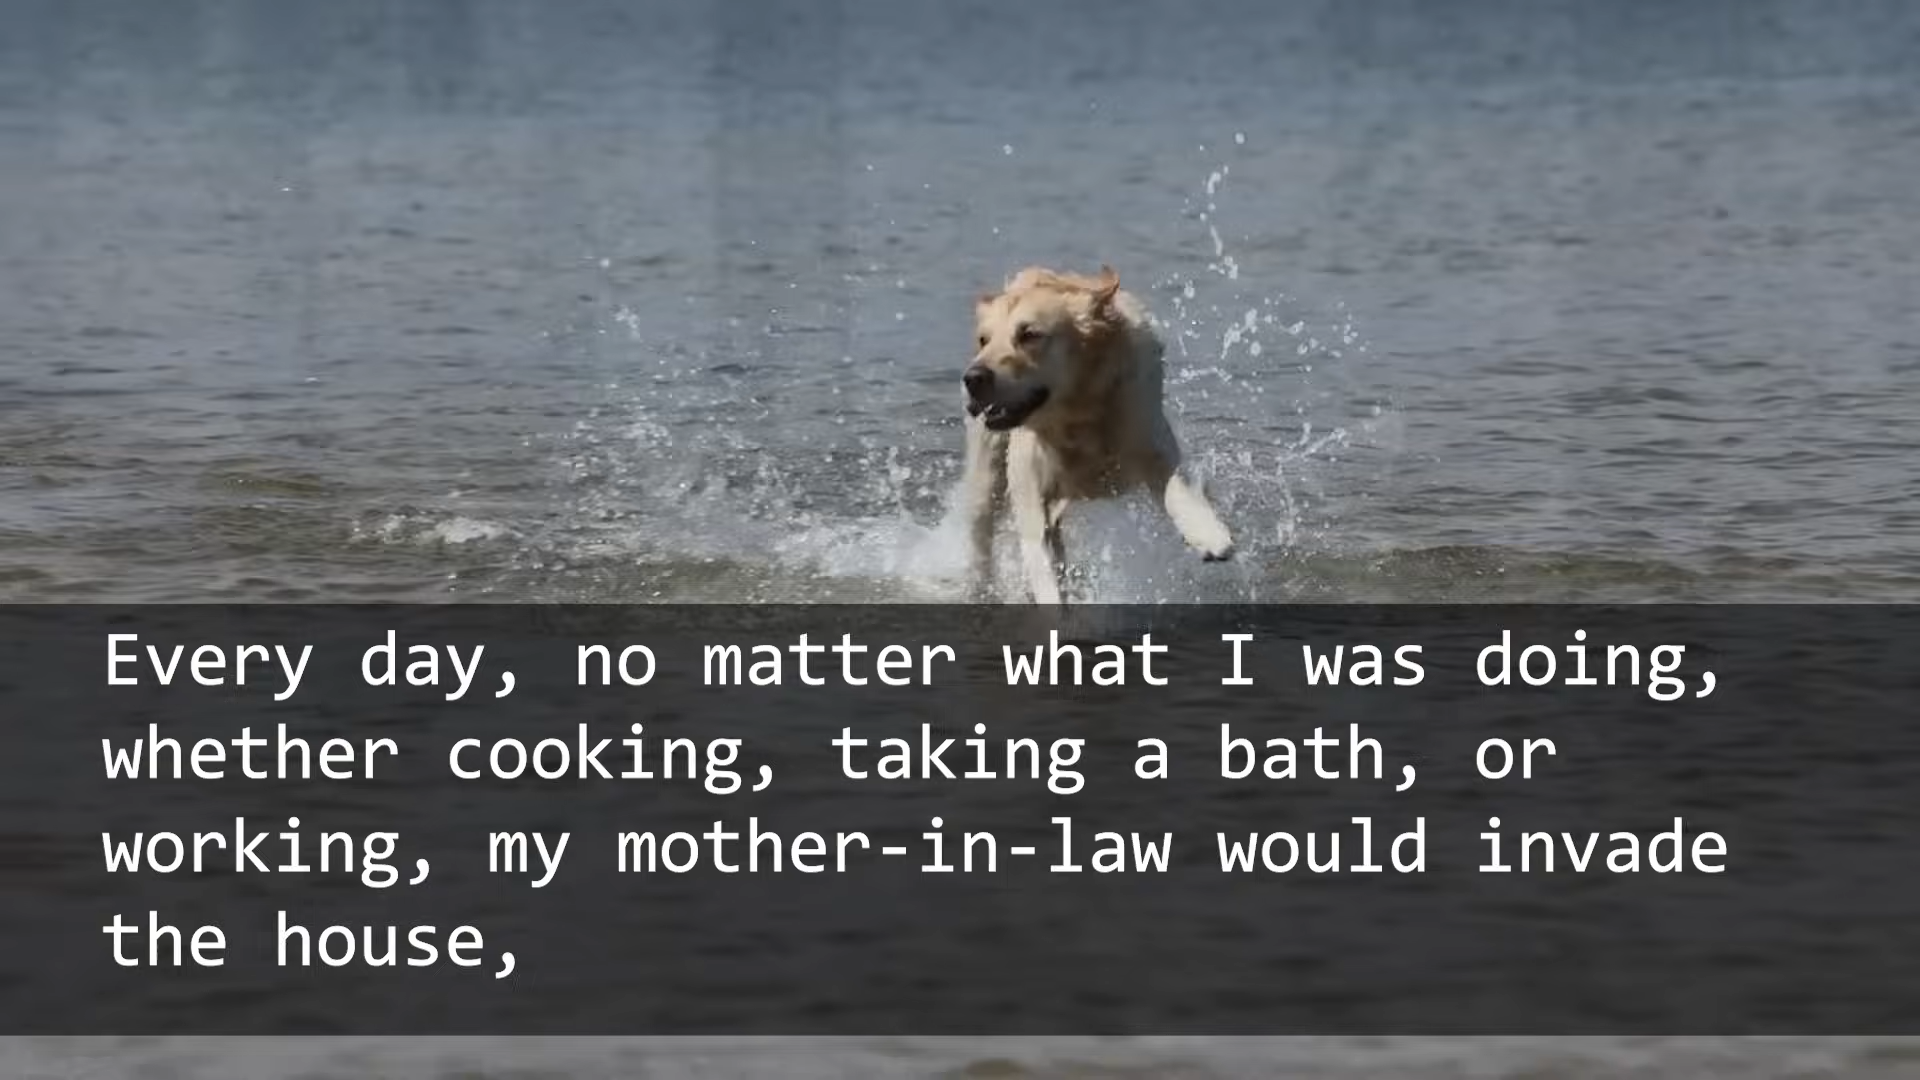 Every day, no matter what I was doing,
whether cooking, taking a bath, or
working, my mother-in-law would invade
the house,